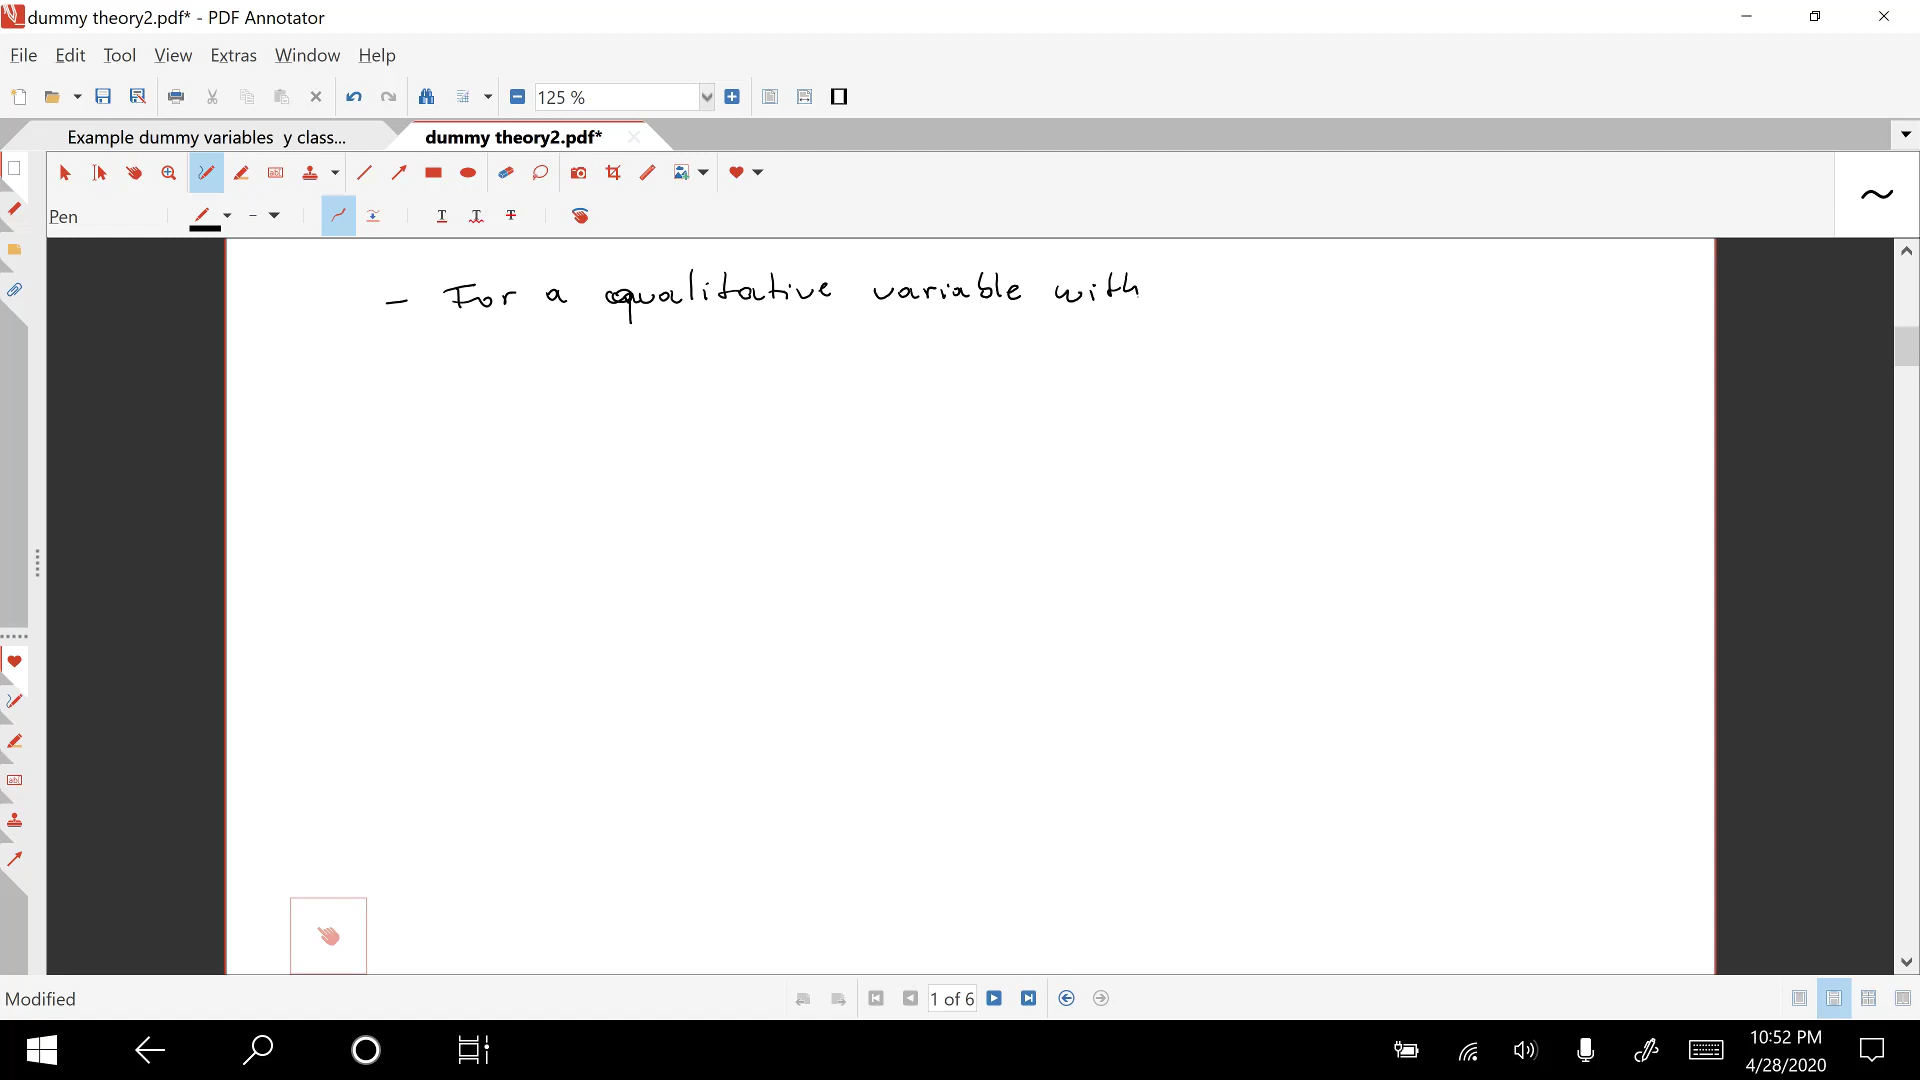 dummy theory2.pdf* - PDF Annotator
File Edit Tool View Extras Window Help
125 %
Example dummy variables y class...
dummy theory2.pdf*
Pen
- For a qualitative variable with
Modified
1 of 6
10:52 PM
4/28/2020